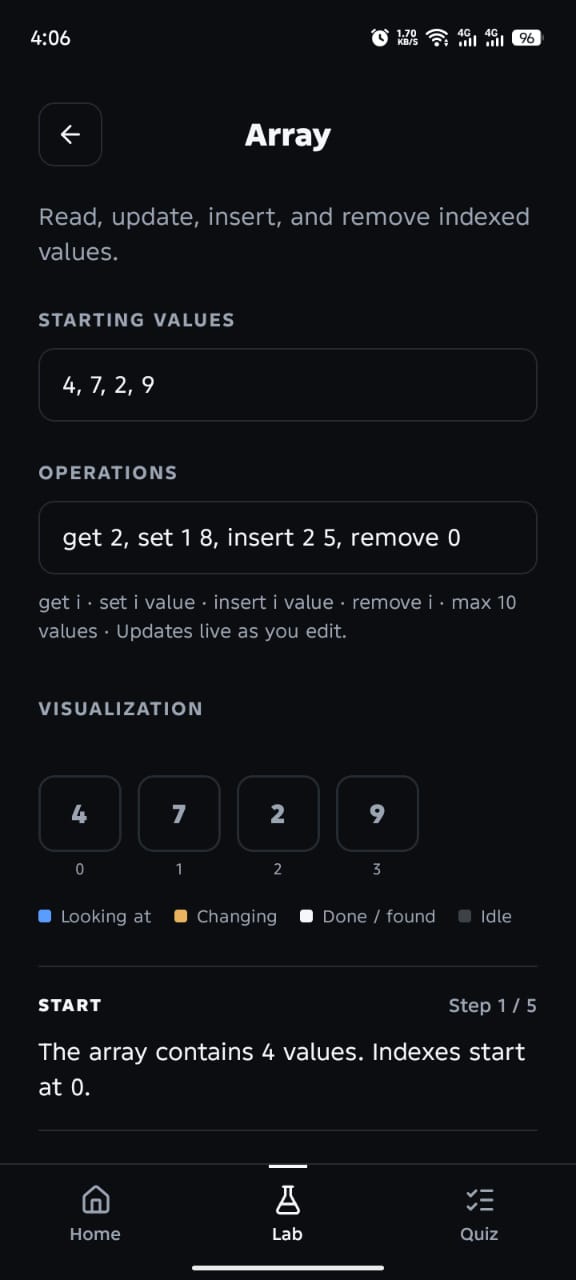 4:06
1.70
KB/S
4G
4G
96
Array
Read, update, insert, and remove indexed
values.
STARTING VALUES
4, 7, 2, 9
OPERATIONS
get 2, set 1 8, insert 2 5, remove 0
get i · set i value · insert i value · remove i · max 10
values · Updates live as you edit.
VISUALIZATION
4 7 2 9
0 1 2 3
Looking at Changing Done / found Idle
START Step 1 / 5
The array contains 4 values. Indexes start
at 0.
Home Lab Quiz